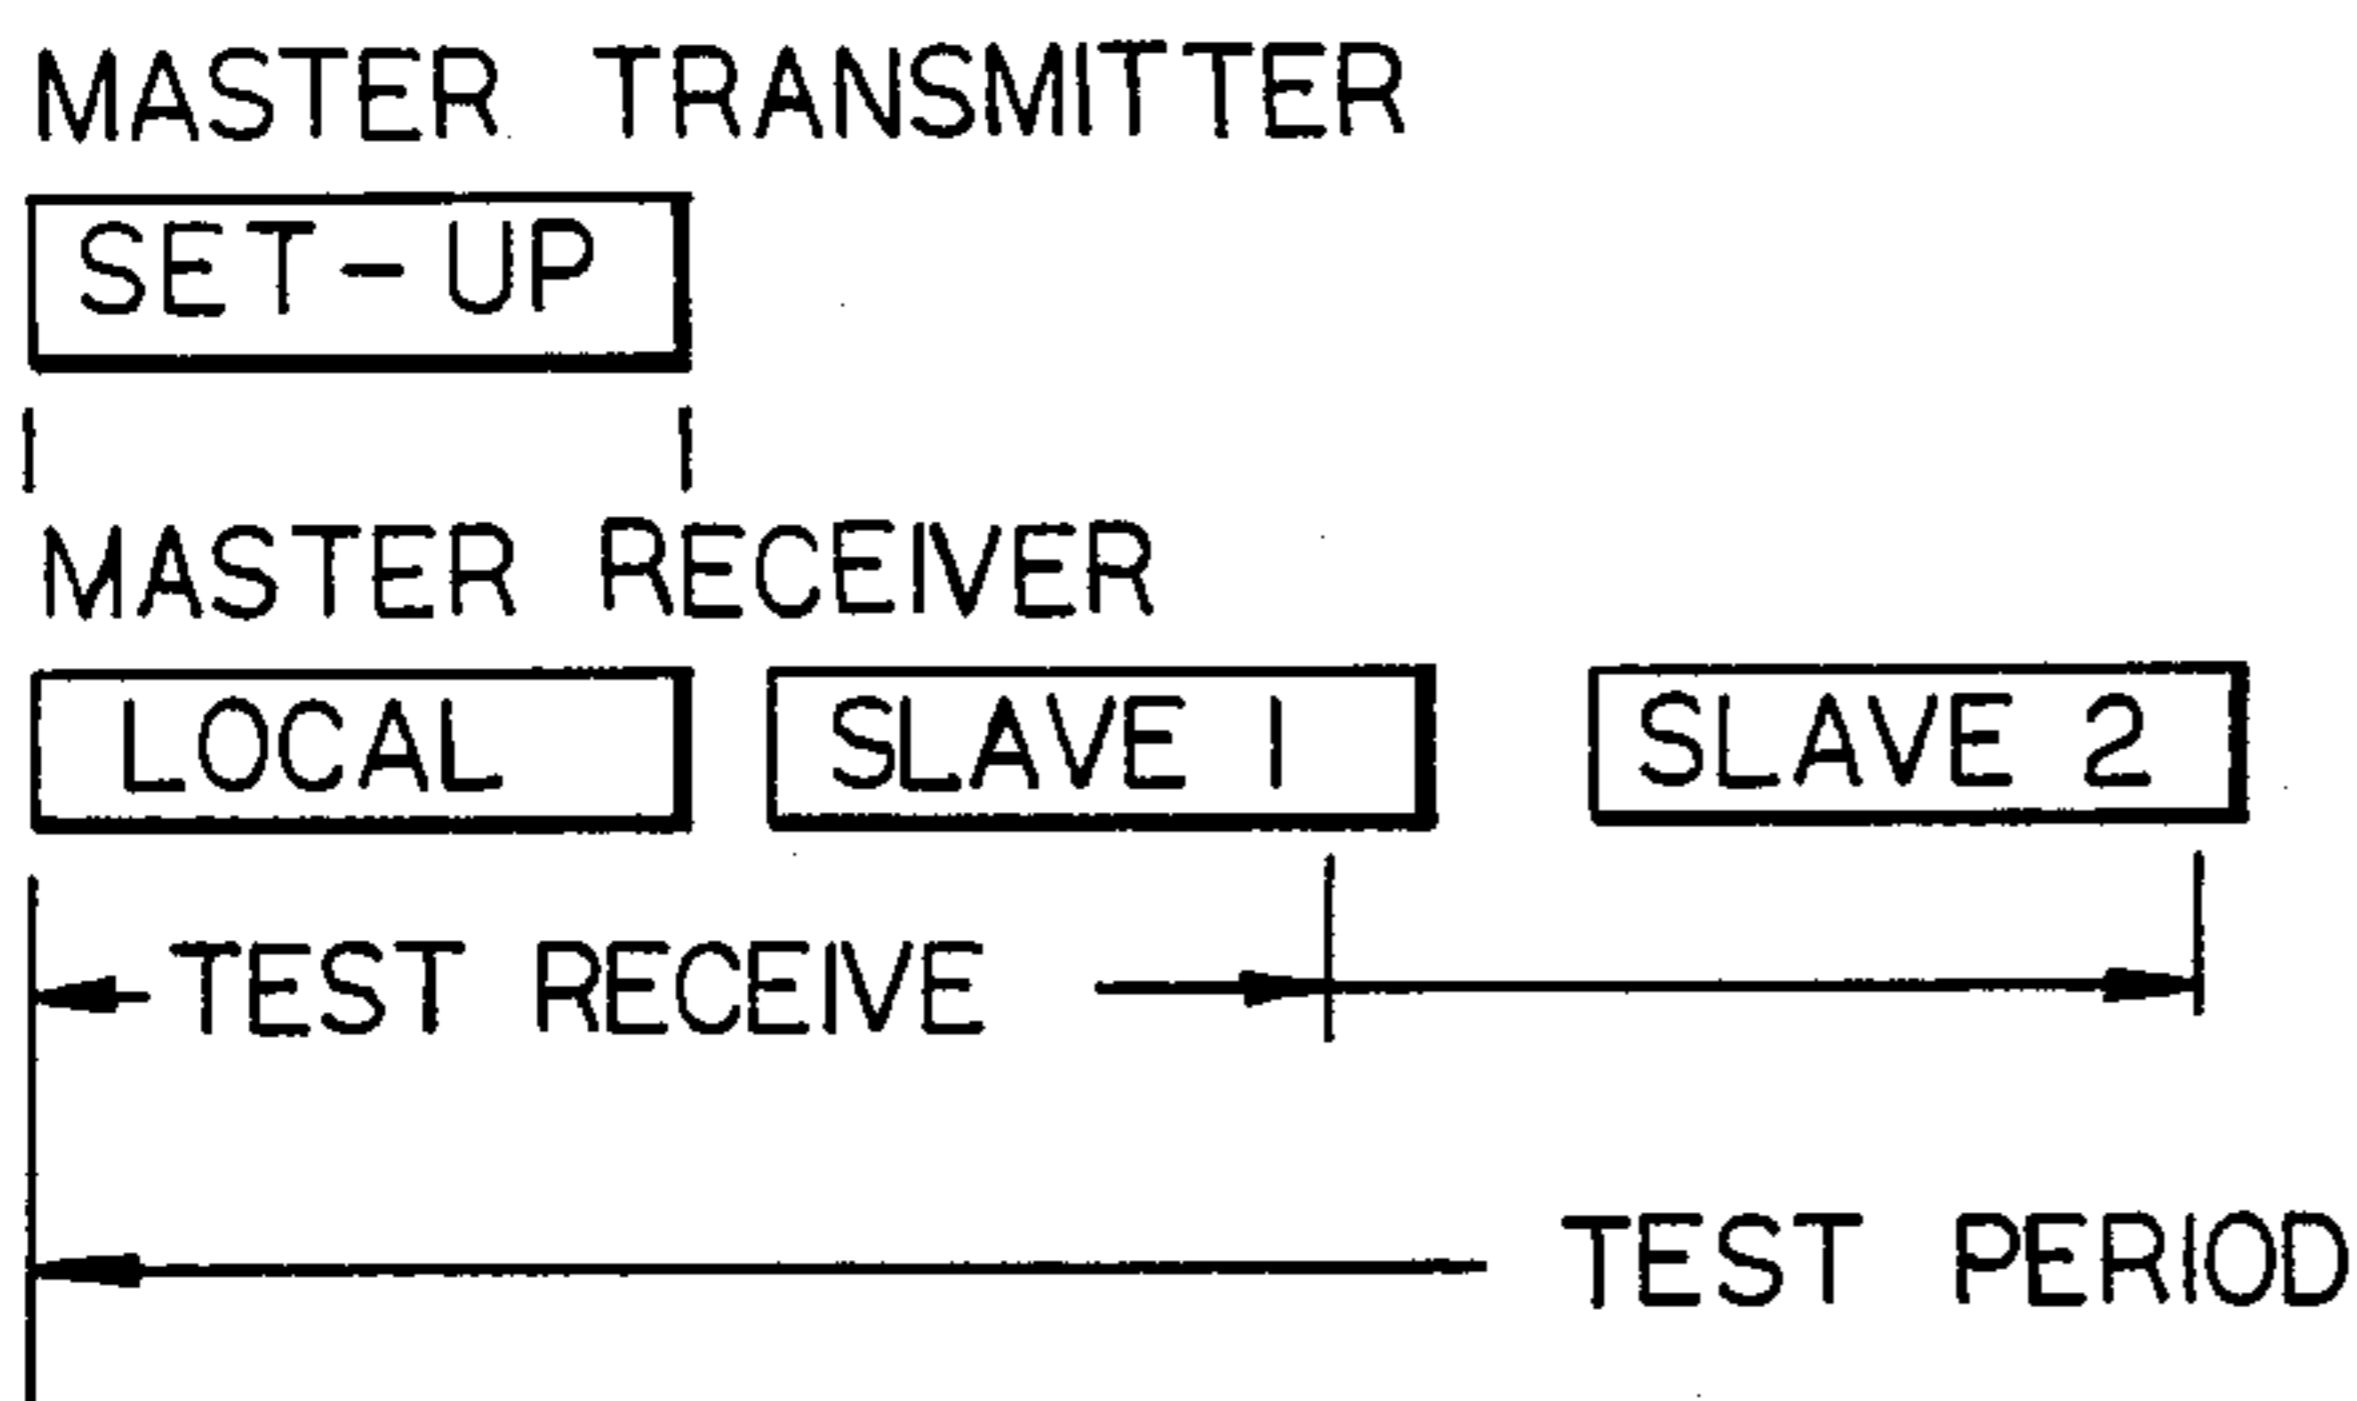 MASTER TRANSMITTER
SET-UP
MASTER RECEIVER
LOCAL
SLAVE 1
SLAVE 2
TEST RECEIVE
TEST PERIOD